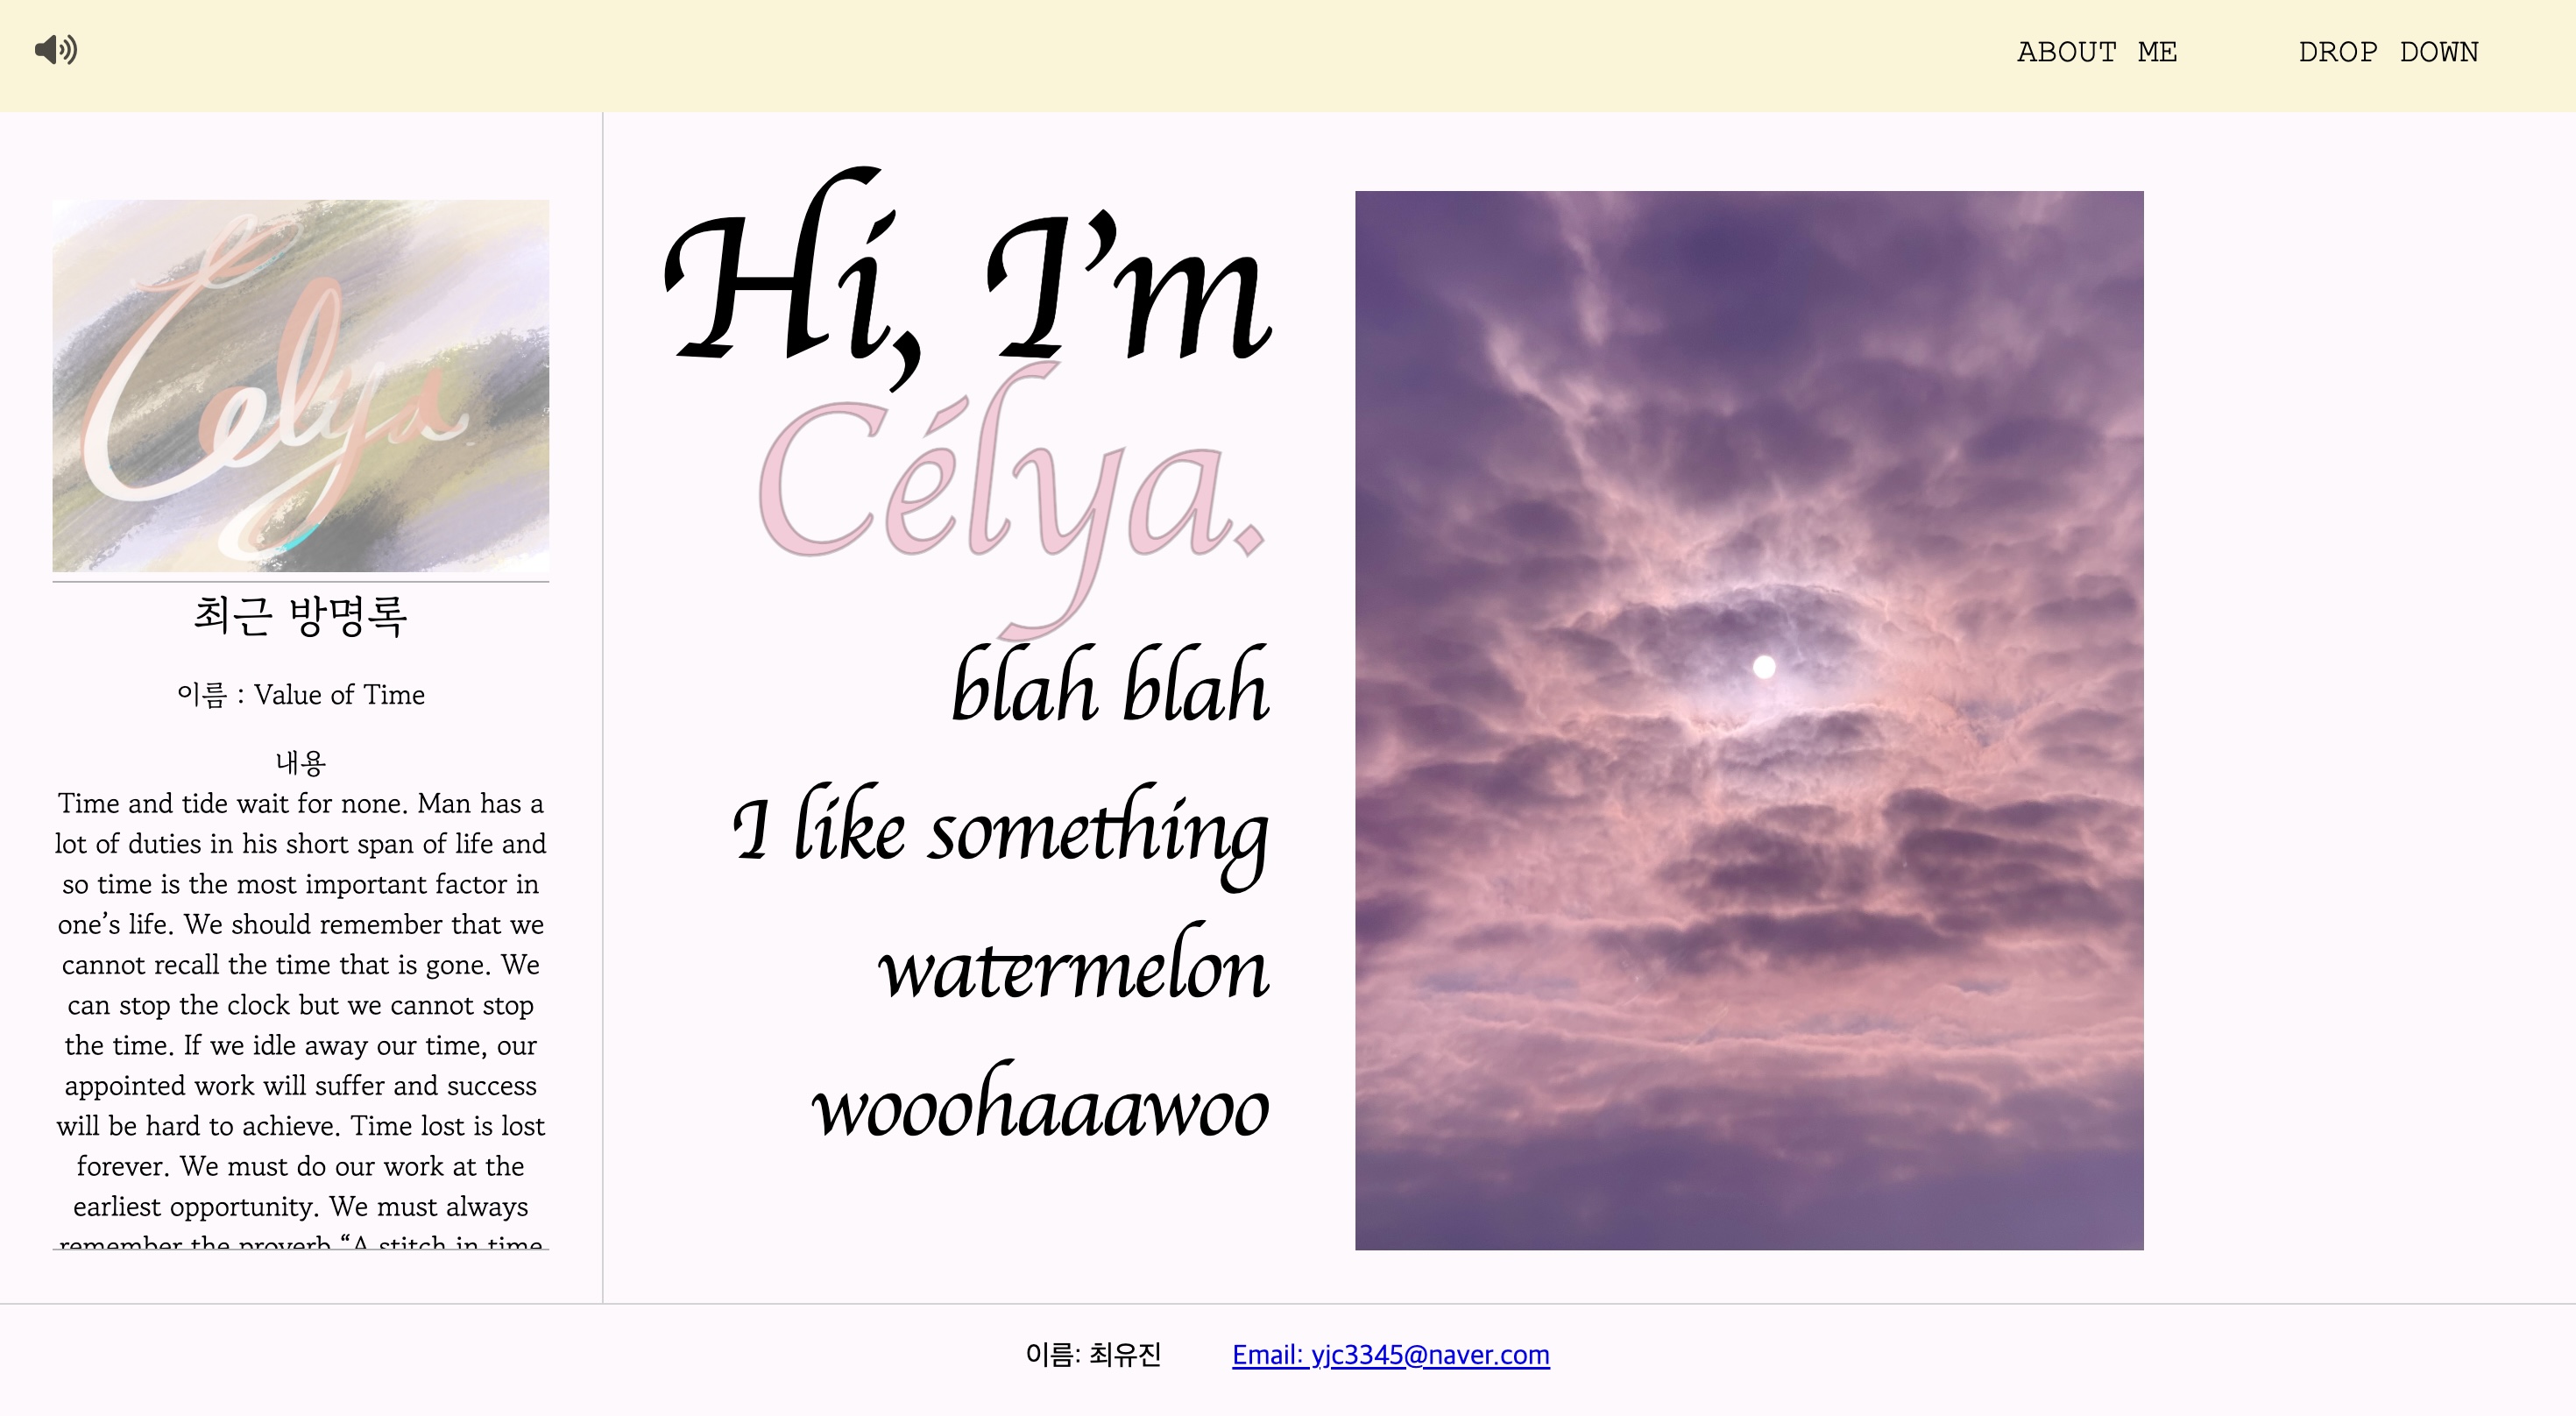 ABOUT ME
DROP DOWN
Celya
최근 방명록
이름 : Value of Time
내용
Time and tide wait for none. Man has a
lot of duties in his short span of life and
so time is the most important factor in
one’s life. We should remember that we
cannot recall the time that is gone. We
can stop the clock but we cannot stop
the time. If we idle away our time, our
appointed work will suffer and success
will be hard to achieve. Time lost is lost
forever. We must do our work at the
earliest opportunity. We must always
remember the proverb “A stitch in time
Hi, I’m
Célya.
blah blah
I like something
watermelon
wooohaaawoo
이름: 최유진
Email: yjc3345@naver.com